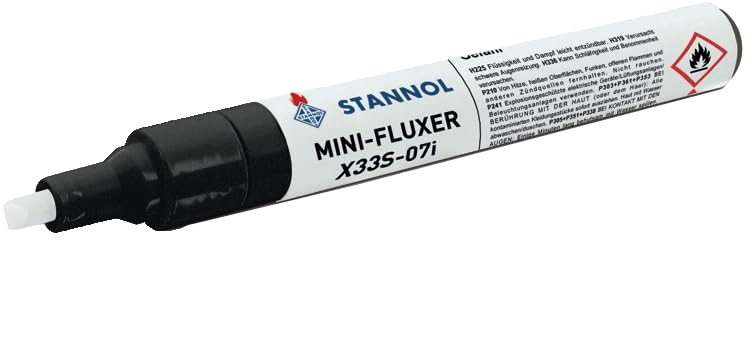 STANNOL
STANNOL
MINI-FLUXER
X33S-07i
Gefahr
H225 Flüssigkeit und Dampf leicht entzündbar. H319 Verursacht
schwere Augenreizung. H336 Kann Schläfrigkeit und Benommenheit
verursachen.
P210 Von Hitze, heißen Oberflächen, Funken, offenen Flammen und
anderen Zündquellen fernhalten. Nicht rauchen.
P241 Explosionsgeschützte elektrische Geräte/Lüftungsanlagen/
Beleuchtungsanlagen verwenden. P303+P361+P353 BEI
BERÜHRUNG MIT DER HAUT (oder dem Haar): Alle
kontaminierten Kleidungsstücke sofort ausziehen. Haut mit Wasser
abwaschen/duschen. P305+P351+P338 BEI KONTAKT MIT DEN
AUGEN: Einige Minuten lang behutsam mit Wasser spülen.